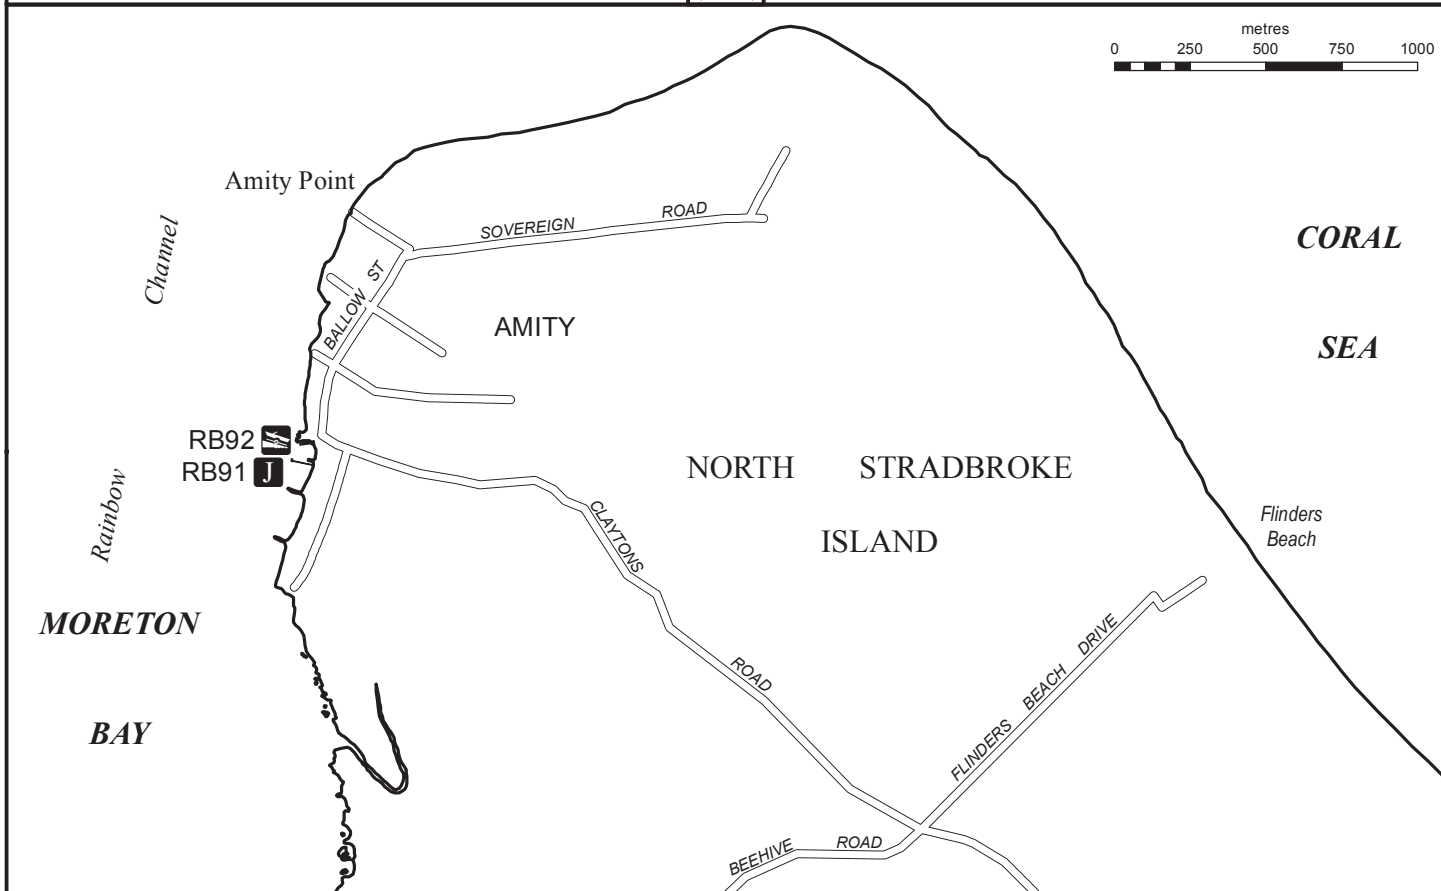 metres
0 250 500 750 1000
Amity Point
SOVEREIGN ROAD
Channel
CORAL
BALLOW ST
AMITY
SEA
RB92
RB91 J
NORTH STRADBROKE
ISLAND
Rainbow
CLAYTONS ROAD
Flinders
Beach
MORETON
BAY
FLINDERS BEACH DRIVE
BEEHIVE ROAD